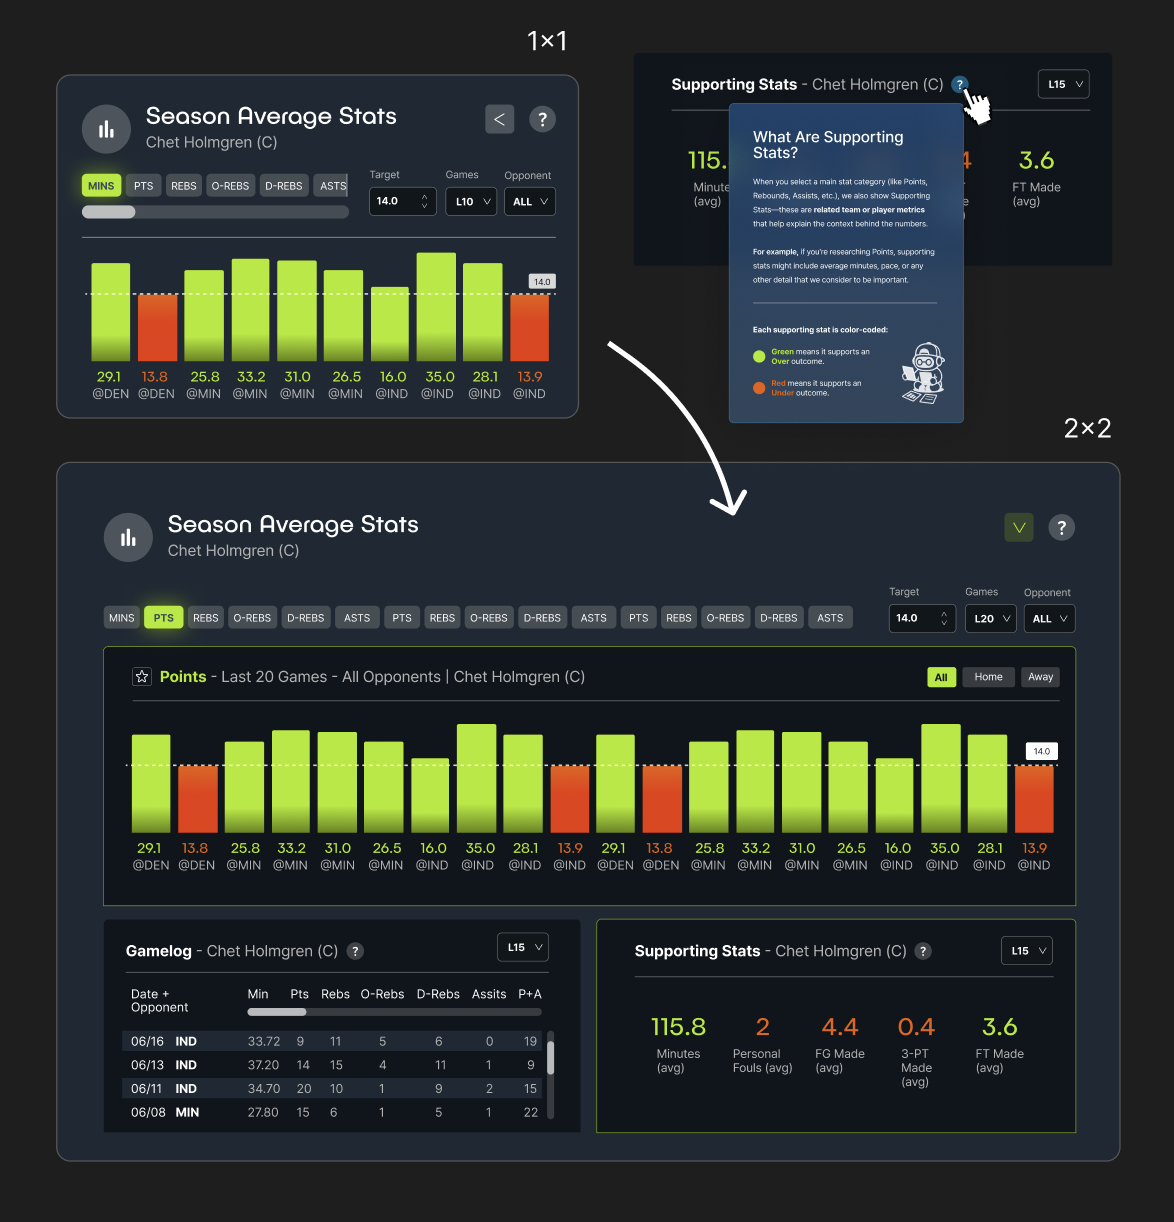 1×1
Season Average Stats
Chet Holmgren (C)
<
?
MINS PTS REBS O-REBS D-REBS ASTS
Target Games Opponent
14.0 L10 ALL
14.0
29.1 13.8 25.8 33.2 31.0 26.5 16.0 35.0 28.1 13.9
@DEN @DEN @MIN @MIN @MIN @MIN @IND @IND @IND @IND
Supporting Stats - Chet Holmgren (C) ? L15
115. 4 3.6
Minute FT Made
(avg) e (avg)
)
What Are Supporting
Stats?
When you select a main stat category (like Points,
Rebounds, Assists, etc.), we also show Supporting
Stats—these are related team or player metrics
that help explain the context behind the numbers.
For example, if you're researching Points, supporting
stats might include average minutes, pace, or any
other detail that we consider to be important.
Each supporting stat is color-coded:
Green means it supports an
Over outcome.
Red means it supports an
Under outcome.
2×2
Season Average Stats
Chet Holmgren (C)
?
Target Games Opponent
MINS PTS REBS O-REBS D-REBS ASTS PTS REBS O-REBS D-REBS ASTS PTS REBS O-REBS D-REBS ASTS
14.0 L20 ALL
Points - Last 20 Games - All Opponents | Chet Holmgren (C)
All Home Away
14.0
29.1 13.8 25.8 33.2 31.0 26.5 16.0 35.0 28.1 13.9 29.1 13.8 25.8 33.2 31.0 26.5 16.0 35.0 28.1 13.9
@DEN @DEN @MIN @MIN @MIN @MIN @IND @IND @IND @IND @DEN @DEN @MIN @MIN @MIN @MIN @IND @IND @IND @IND
Gamelog - Chet Holmgren (C) ? L15
Date + Min Pts Rebs O-Rebs D-Rebs Assits P+A
Opponent
06/16 IND 33.72 9 11 5 6 0 19
06/13 IND 37.20 14 15 4 11 1 9
06/11 IND 34.70 20 10 1 9 2 15
06/08 MIN 27.80 15 6 1 5 1 22
Supporting Stats - Chet Holmgren (C) ? L15
115.8 2 4.4 0.4 3.6
Minutes Personal FG Made 3-PT FT Made
(avg) Fouls (avg) (avg) Made (avg)
(avg)